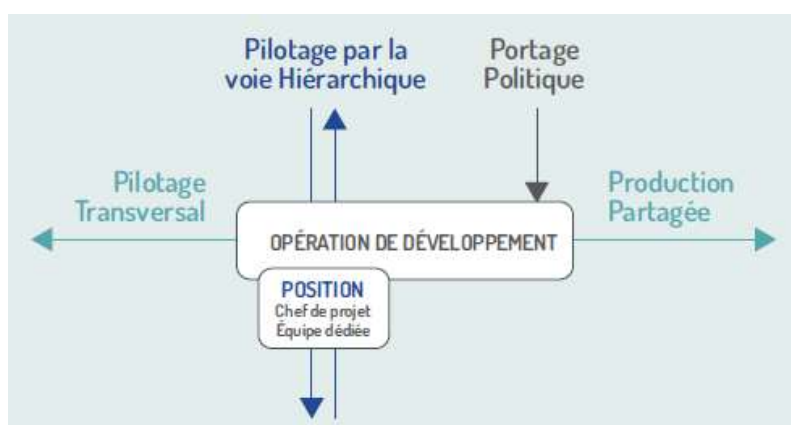 Pilotage par la
voie Hiérarchique
Portage
Politique
Pilotage
Transversal
Production
Partagée
OPÉRATION DE DÉVELOPPEMENT
POSITION
Chef de projet
Équipe dédiée